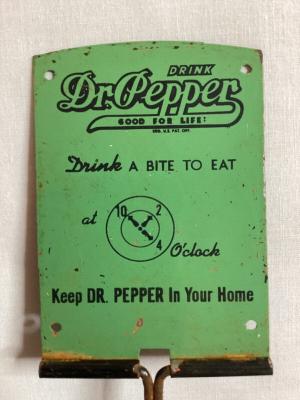 DRINK
Dr. Pepper
GOOD FOR LIFE!
REG. U.S. PAT. OFF.
Drink A BITE TO EAT
at 10 2 4 O'clock
Keep DR. PEPPER In Your Home